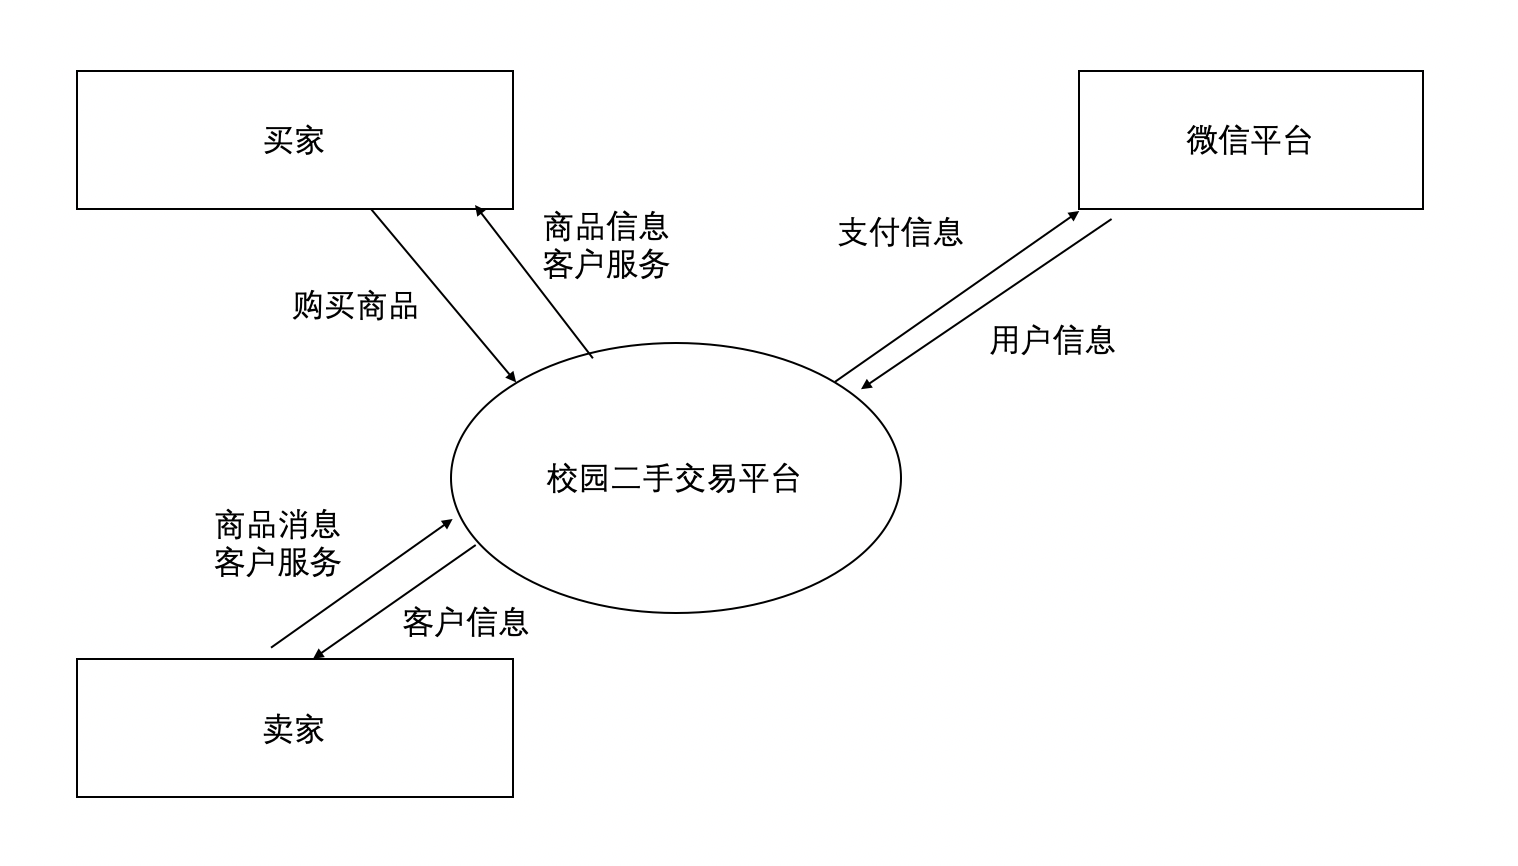 买家
微信平台
商品信息
客户服务
支付信息
购买商品
用户信息
校园二手交易平台
商品消息
客户服务
客户信息
卖家